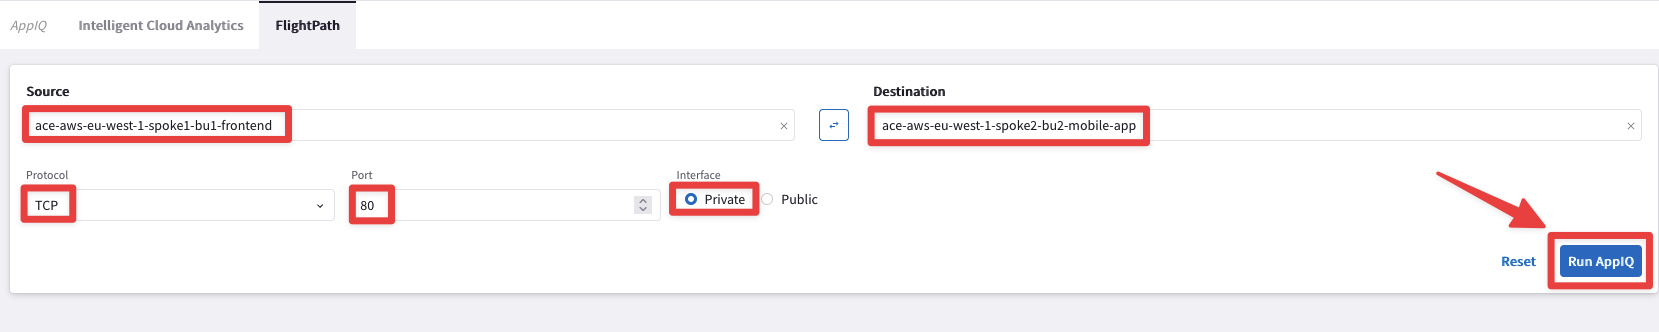 AppIQ Intelligent Cloud Analytics FlightPath
Source Destination
ace-aws-eu-west-1-spoke1-bu1-frontend ace-aws-eu-west-1-spoke2-bu2-mobile-app
Protocol Port Interface
TCP 80 Private Public
Reset Run AppIQ